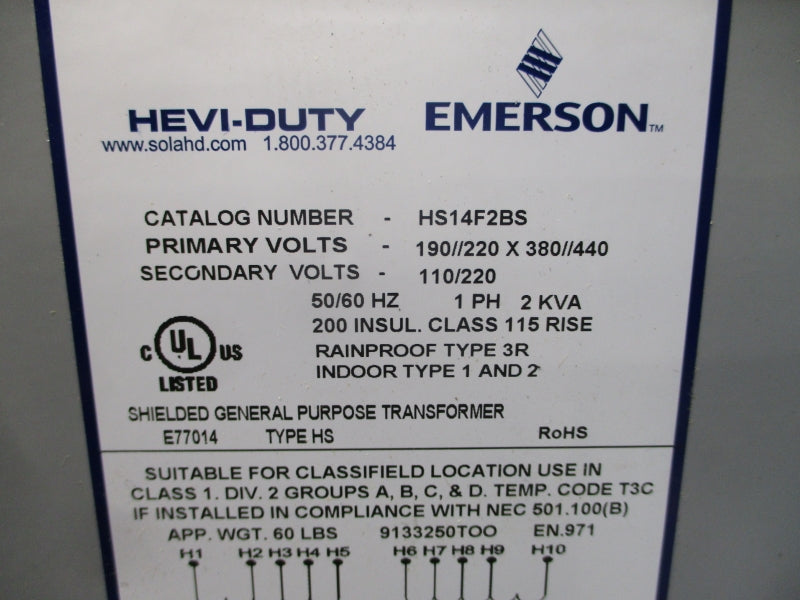 HEVI-DUTY EMERSON™
www.solahd.com 1.800.377.4384
CATALOG NUMBER - HS14F2BS
PRIMARY VOLTS - 190//220 X 380//440
SECONDARY VOLTS - 110/220
50/60 HZ 1 PH 2 KVA
200 INSUL. CLASS 115 RISE
RAINPROOF TYPE 3R
INDOOR TYPE 1 AND 2
C UL US
LISTED
SHIELDED GENERAL PURPOSE TRANSFORMER
E77014 TYPE HS RoHS
SUITABLE FOR CLASSIFIELD LOCATION USE IN
CLASS 1. DIV. 2 GROUPS A, B, C, & D. TEMP. CODE T3C
IF INSTALLED IN COMPLIANCE WITH NEC 501.100(B)
APP. WGT. 60 LBS 9133250TOO EN.971
H1 H2 H3 H4 H5 H6 H7 H8 H9 H10